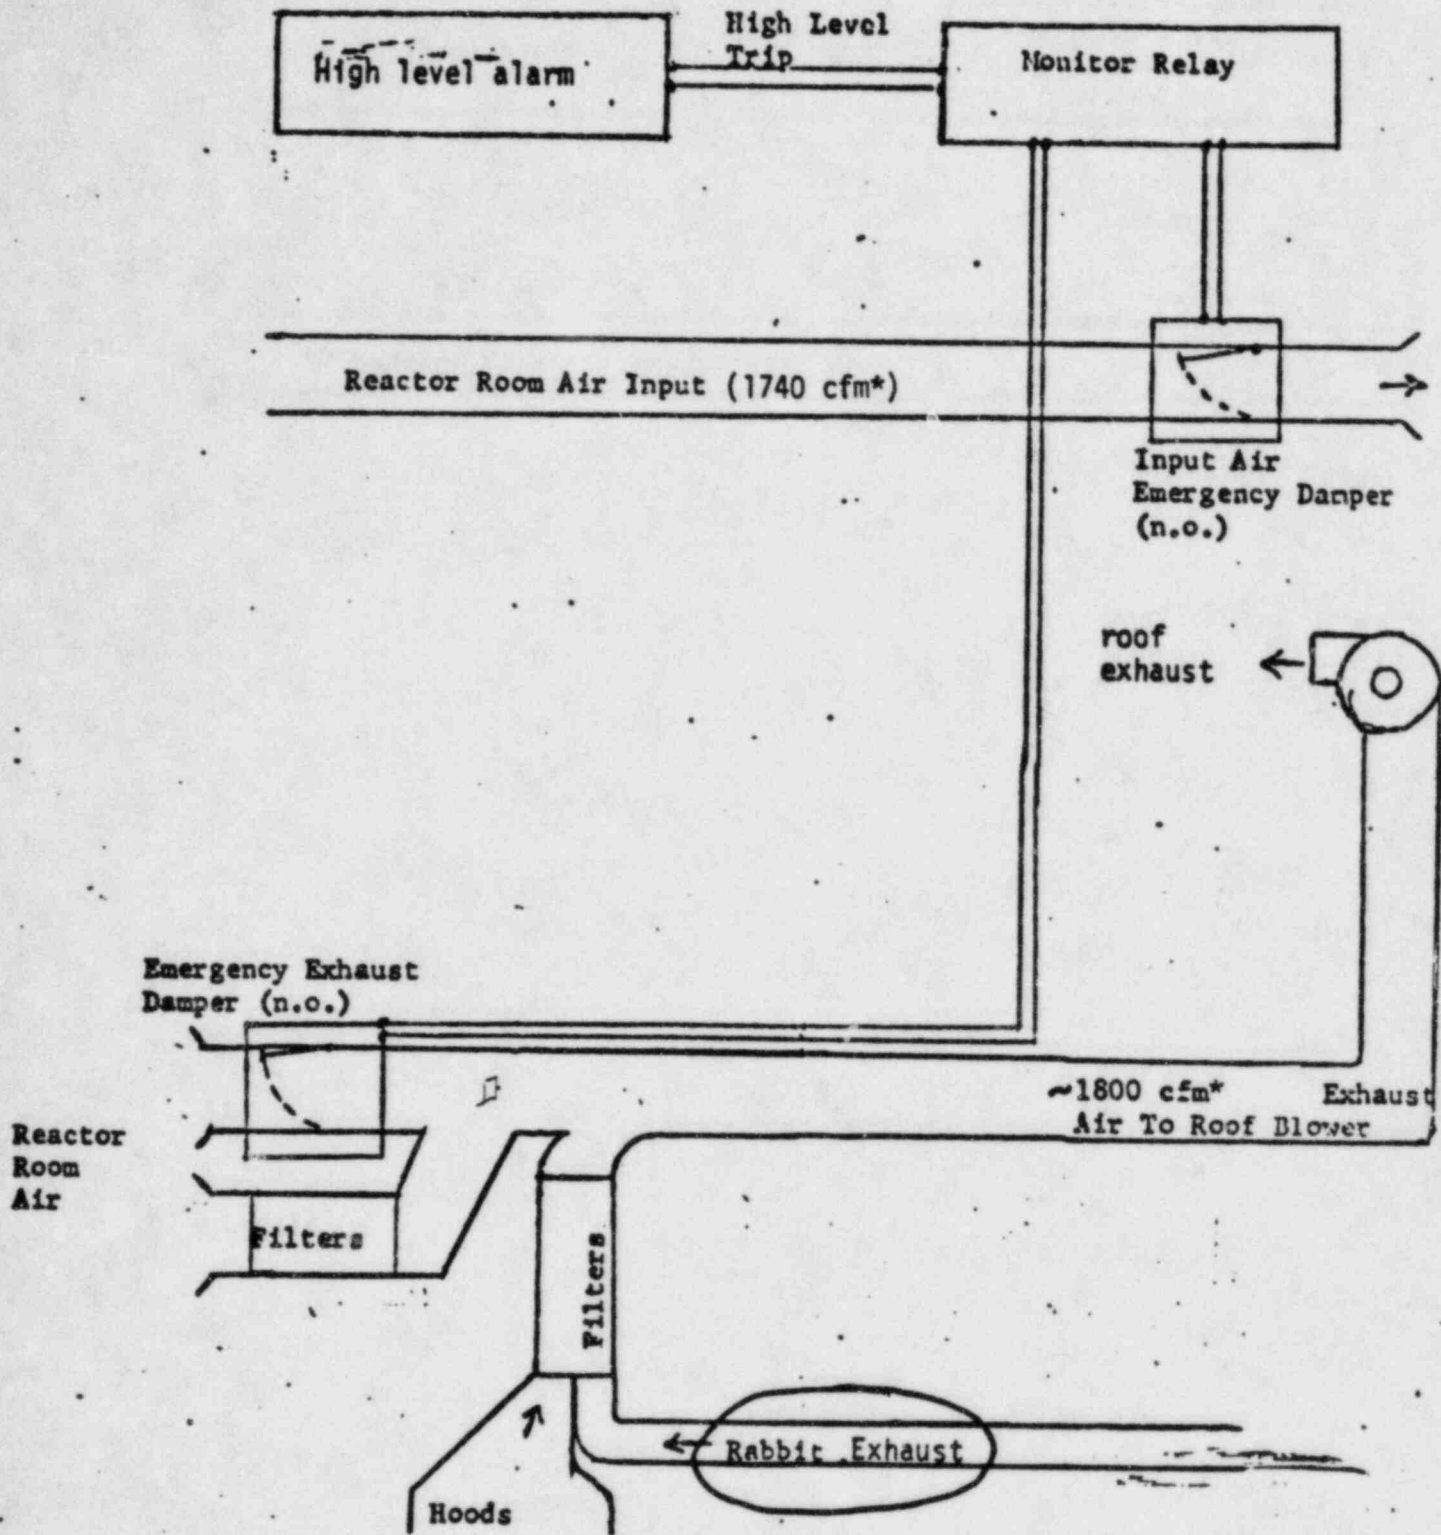 High Level
Trip
High level alarm
Monitor Relay
Reactor Room Air Input (1740 cfm*)
Input Air
Emergency Damper
(n.o.)
roof
exhaust
Emergency Exhaust
Damper (n.o.)
~1800 cfm*
Exhaust
Air To Roof Blower
Reactor
Room
Air
Filters
Filters
Rabbit Exhaust
Hoods